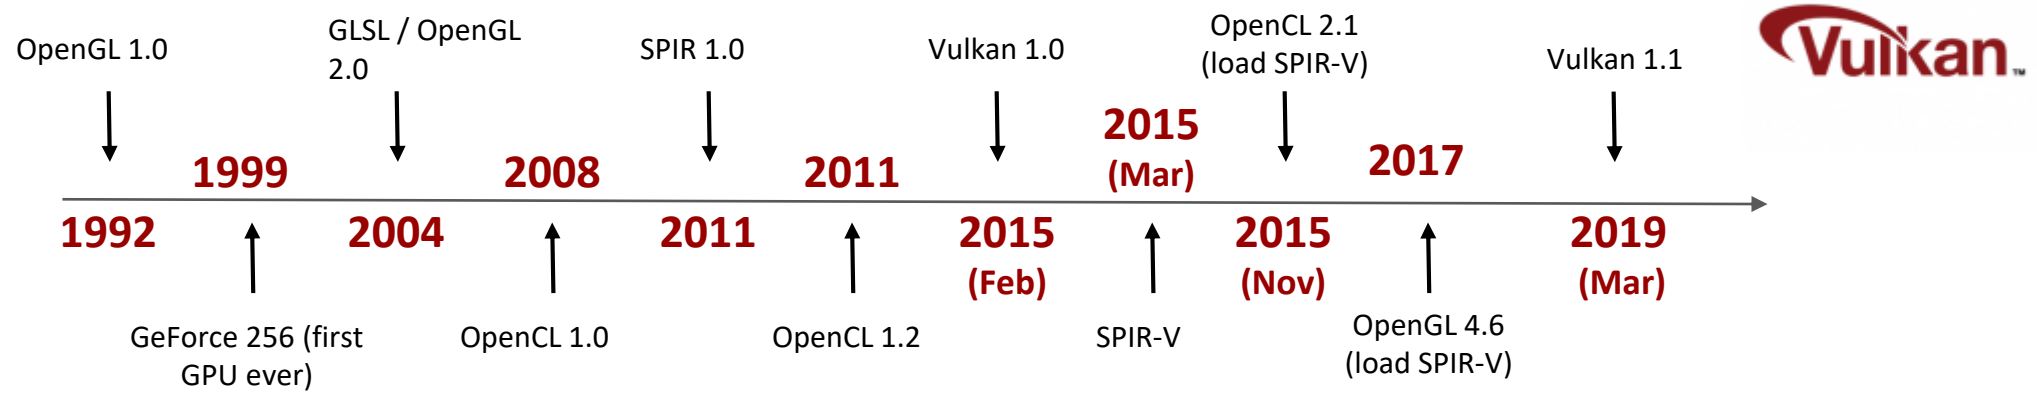 OpenGL 1.0
GLSL / OpenGL
2.0
SPIR 1.0
Vulkan 1.0
OpenCL 2.1
(load SPIR-V)
Vulkan 1.1
Vulkan™
1999
2008
2011
2015
(Mar)
2017
1992
2004
2011
2015
(Feb)
2015
(Nov)
2019
(Mar)
GeForce 256 (first
GPU ever)
OpenCL 1.0
OpenCL 1.2
SPIR-V
OpenGL 4.6
(load SPIR-V)